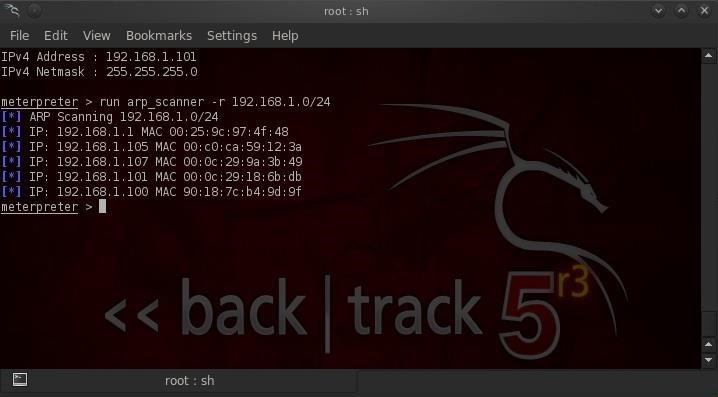 root : sh
File Edit View Bookmarks Settings Help
IPv4 Address : 192.168.1.101
IPv4 Netmask : 255.255.255.0
meterpreter > run arp_scanner -r 192.168.1.0/24
[*] ARP Scanning 192.168.1.0/24
[*] IP: 192.168.1.1 MAC 00:25:9c:97:4f:48
[*] IP: 192.168.1.105 MAC 00:c0:ca:59:12:3a
[*] IP: 192.168.1.107 MAC 00:0c:29:9a:3b:49
[*] IP: 192.168.1.101 MAC 00:0c:29:18:6b:db
[*] IP: 192.168.1.100 MAC 90:18:7c:b4:9d:9f
meterpreter >
<< back | track 5 r3
root : sh